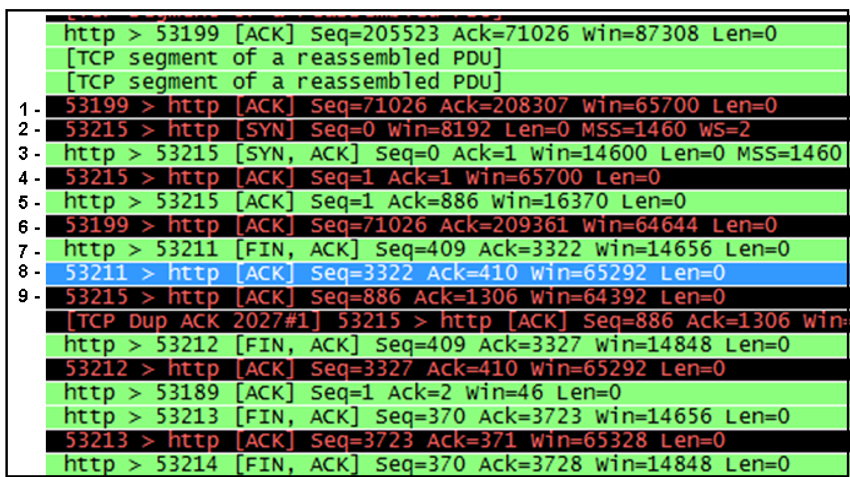 [TCP segment of a reassembled PDU]
http > 53199 [ACK] Seq=205523 Ack=71026 Win=87308 Len=0
[TCP segment of a reassembled PDU]
[TCP segment of a reassembled PDU]
1 - 53199 > http [ACK] Seq=71026 Ack=208307 Win=65700 Len=0
2 - 53215 > http [SYN] Seq=0 Win=8192 Len=0 MSS=1460 WS=2
3 - http > 53215 [SYN, ACK] Seq=0 Ack=1 Win=14600 Len=0 MSS=1460
4 - 53215 > http [ACK] Seq=1 Ack=1 Win=65700 Len=0
5 - http > 53215 [ACK] Seq=1 Ack=886 Win=16370 Len=0
6 - 53199 > http [ACK] Seq=71026 Ack=209361 Win=64644 Len=0
7 - http > 53211 [FIN, ACK] Seq=409 Ack=3322 Win=14656 Len=0
8 - 53211 > http [ACK] Seq=3322 Ack=410 Win=65292 Len=0
9 - 53215 > http [ACK] Seq=886 Ack=1306 Win=64392 Len=0
[TCP Dup ACK 2027#1] 53215 > http [ACK] Seq=886 Ack=1306 Win=
http > 53212 [FIN, ACK] Seq=409 Ack=3327 Win=14848 Len=0
53212 > http [ACK] Seq=3327 Ack=410 Win=65292 Len=0
http > 53189 [ACK] Seq=1 Ack=2 Win=46 Len=0
http > 53213 [FIN, ACK] Seq=370 Ack=3723 Win=14656 Len=0
53213 > http [ACK] Seq=3723 Ack=371 Win=65328 Len=0
http > 53214 [FIN, ACK] Seq=370 Ack=3728 Win=14848 Len=0